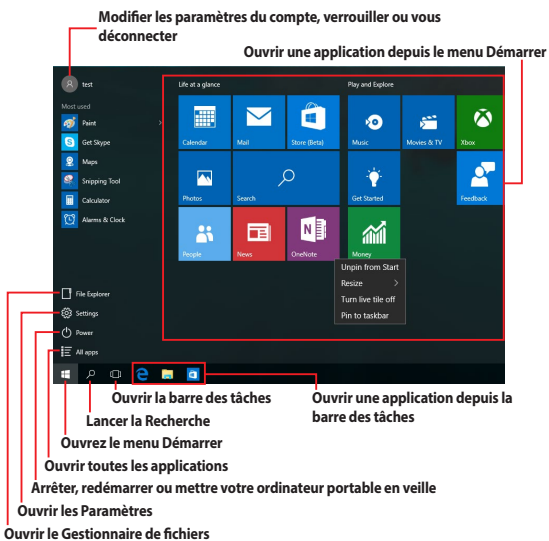 Modifier les paramètres du compte, verrouiller ou vous
déconnecter
Ouvrir une application depuis le menu Démarrer
test
Life at a glance
Play and Explore
Most used
Paint
Get Skype
Maps
Snipping Tool
Calculator
Alarms & Clock
Calendar
Mail
Store (Beta)
Music
Movies & TV
Xbox
Photos
Search
Get Started
Feedback
People
News
OneNote
Money
Unpin from Start
Resize
Turn live tile off
Pin to taskbar
File Explorer
Settings
Power
All apps
Ouvrir la barre des tâches
Ouvrir une application depuis la
barre des tâches
Lancer la Recherche
Ouvrez le menu Démarrer
Ouvrir toutes les applications
Arrêter, redémarrer ou mettre votre ordinateur portable en veille
Ouvrir les Paramètres
Ouvrir le Gestionnaire de fichiers